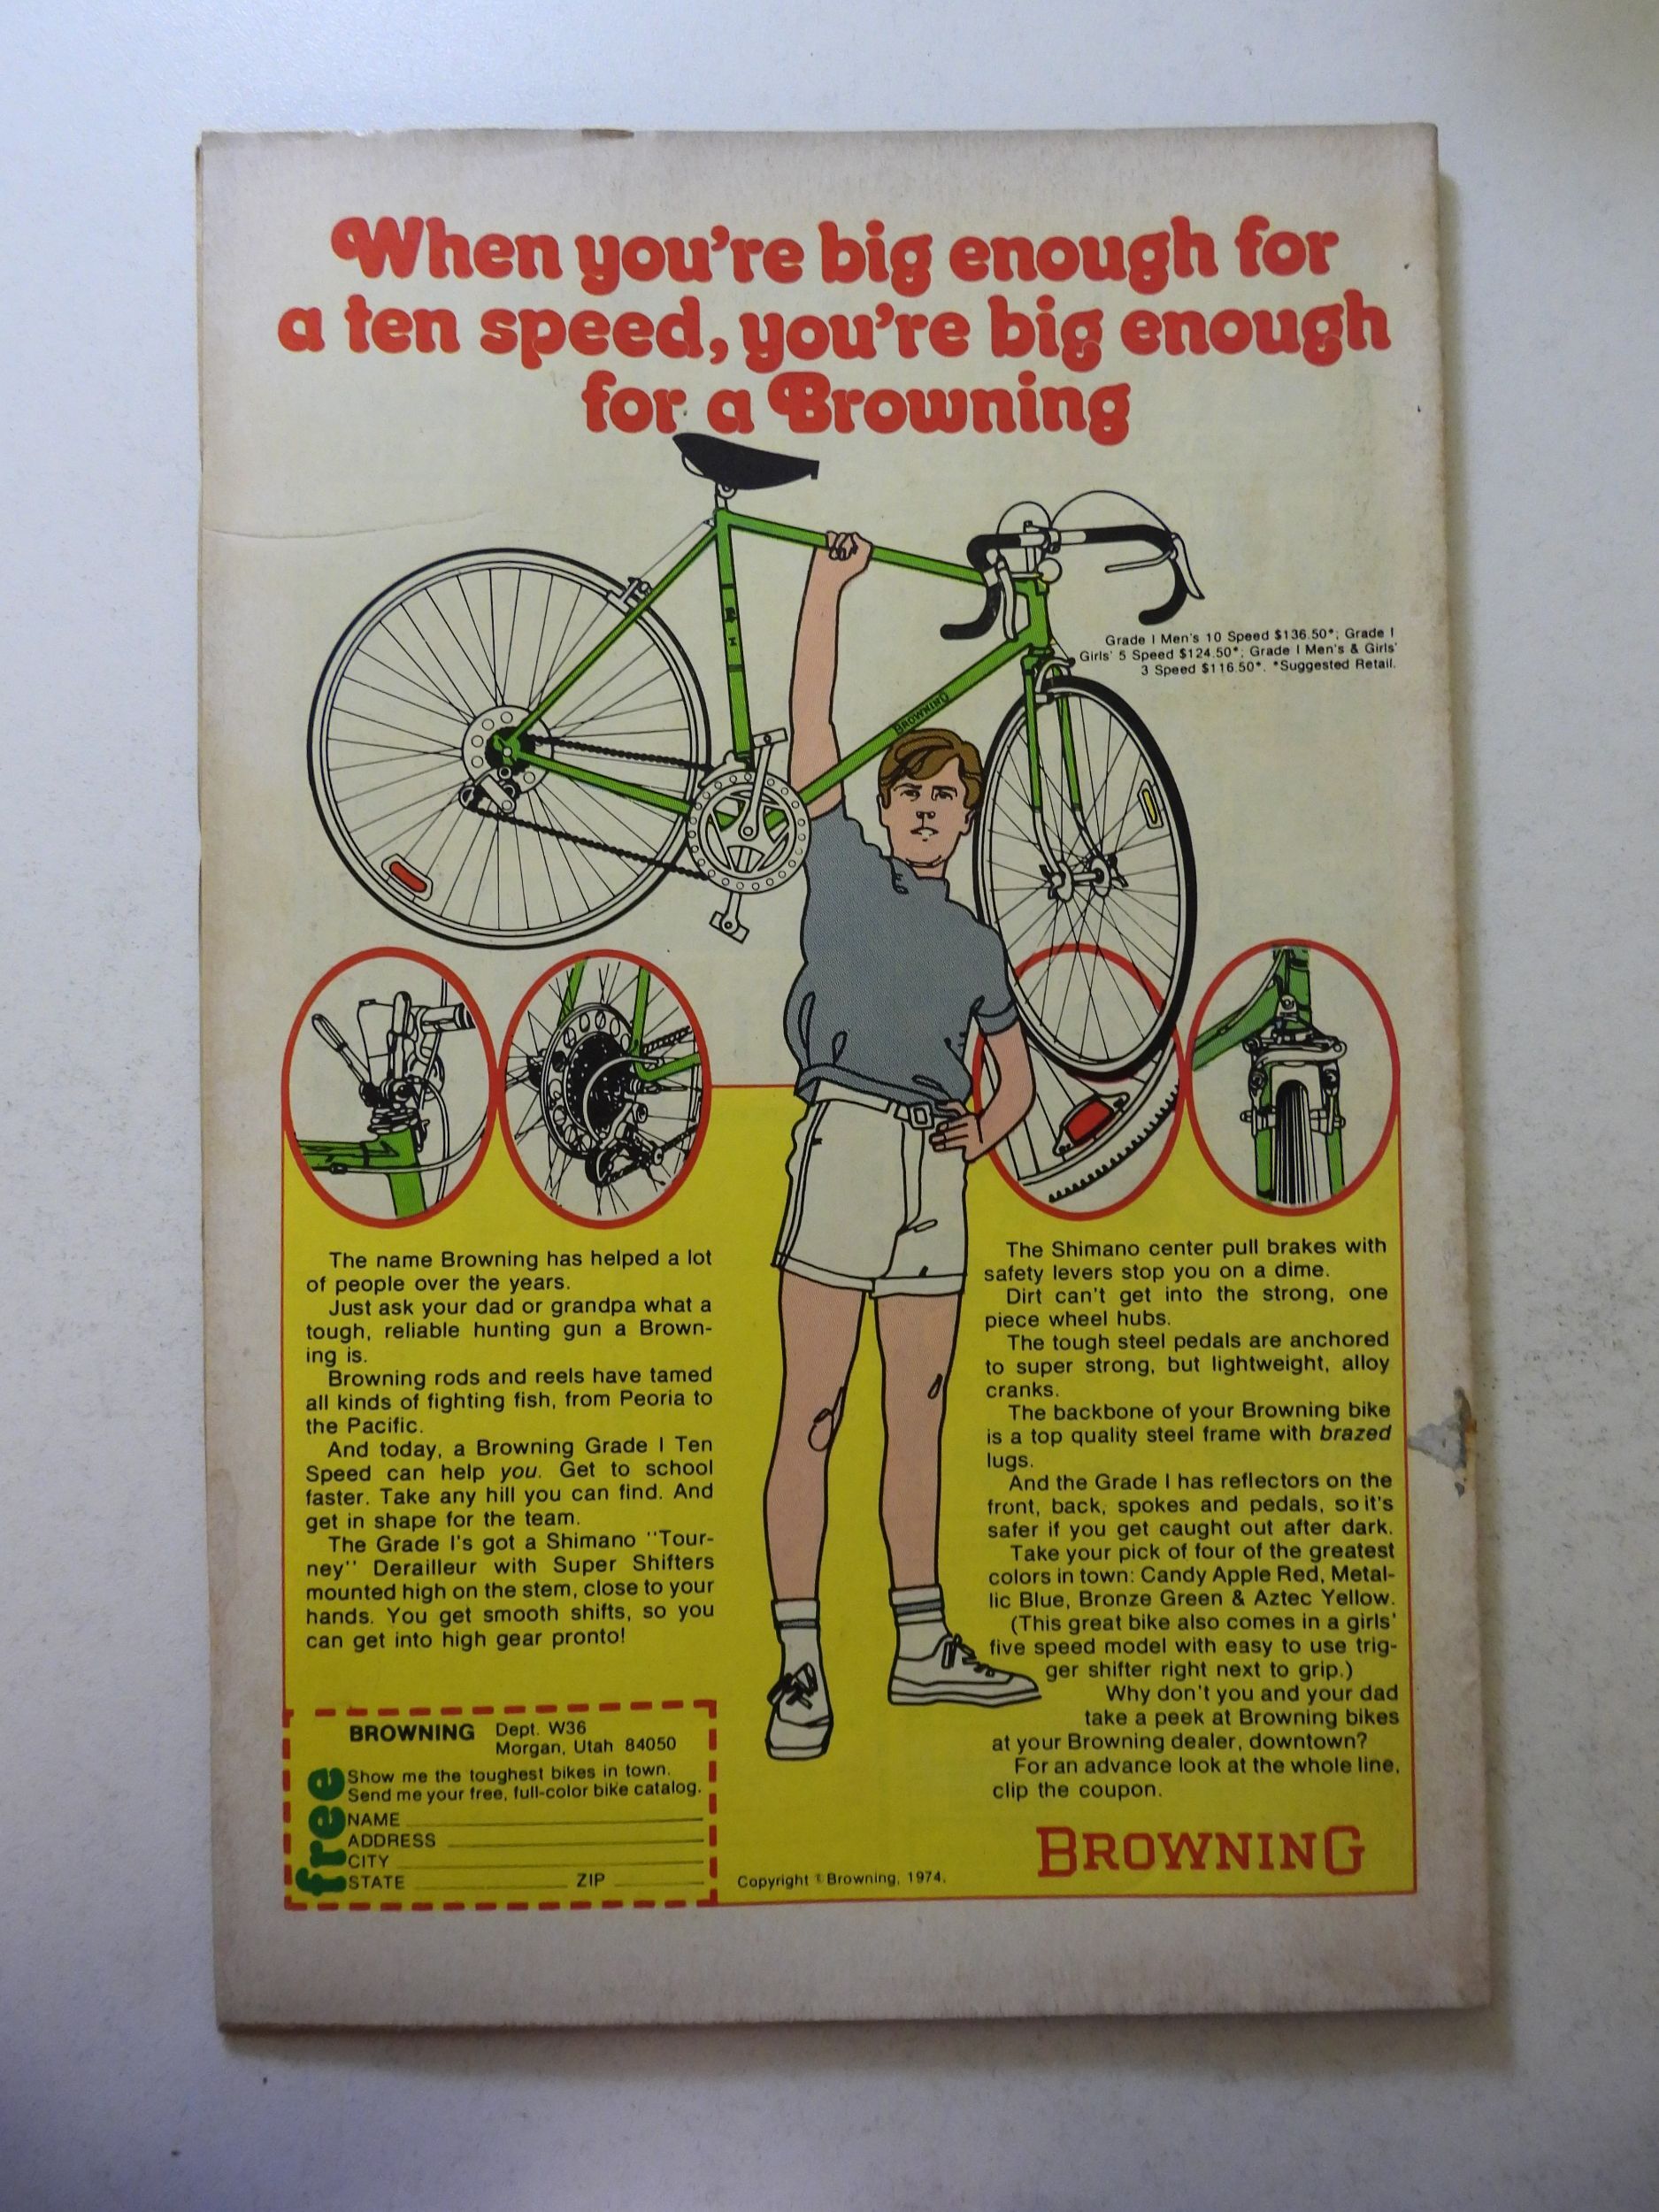 When you're big enough for
a ten speed, you're big enough
for a Browning
BROWNING
Grade I Men's 10 Speed $136.50*; Grade I
Girls' 5 Speed $124.50*; Grade I Men's & Girls'
3 Speed $116.50*. *Suggested Retail.
The name Browning has helped a lot
of people over the years.
Just ask your dad or grandpa what a
tough, reliable hunting gun a Brown-
ing is.
Browning rods and reels have tamed
all kinds of fighting fish, from Peoria to
the Pacific.
And today, a Browning Grade I Ten
Speed can help you. Get to school
faster. Take any hill you can find. And
get in shape for the team.
The Grade I's got a Shimano "Tour-
ney" Derailleur with Super Shifters
mounted high on the stem, close to your
hands. You get smooth shifts, so you
can get into high gear pronto!
The Shimano center pull brakes with
safety levers stop you on a dime.
Dirt can't get into the strong, one
piece wheel hubs.
The tough steel pedals are anchored
to super strong, but lightweight, alloy
cranks.
The backbone of your Browning bike
is a top quality steel frame with brazed
lugs.
And the Grade I has reflectors on the
front, back, spokes and pedals, so it's
safer if you get caught out after dark.
Take your pick of four of the greatest
colors in town: Candy Apple Red, Metal-
lic Blue, Bronze Green & Aztec Yellow.
(This great bike also comes in a girls'
five speed model with easy to use trig-
ger shifter right next to grip.)
Why don't you and your dad
take a peek at Browning bikes
at your Browning dealer, downtown?
For an advance look at the whole line,
clip the coupon.
BROWNING Dept. W36
Morgan, Utah 84050
free
Show me the toughest bikes in town.
Send me your free, full-color bike catalog.
NAME
ADDRESS
CITY
STATE ZIP
Copyright © Browning, 1974.
BROWNING